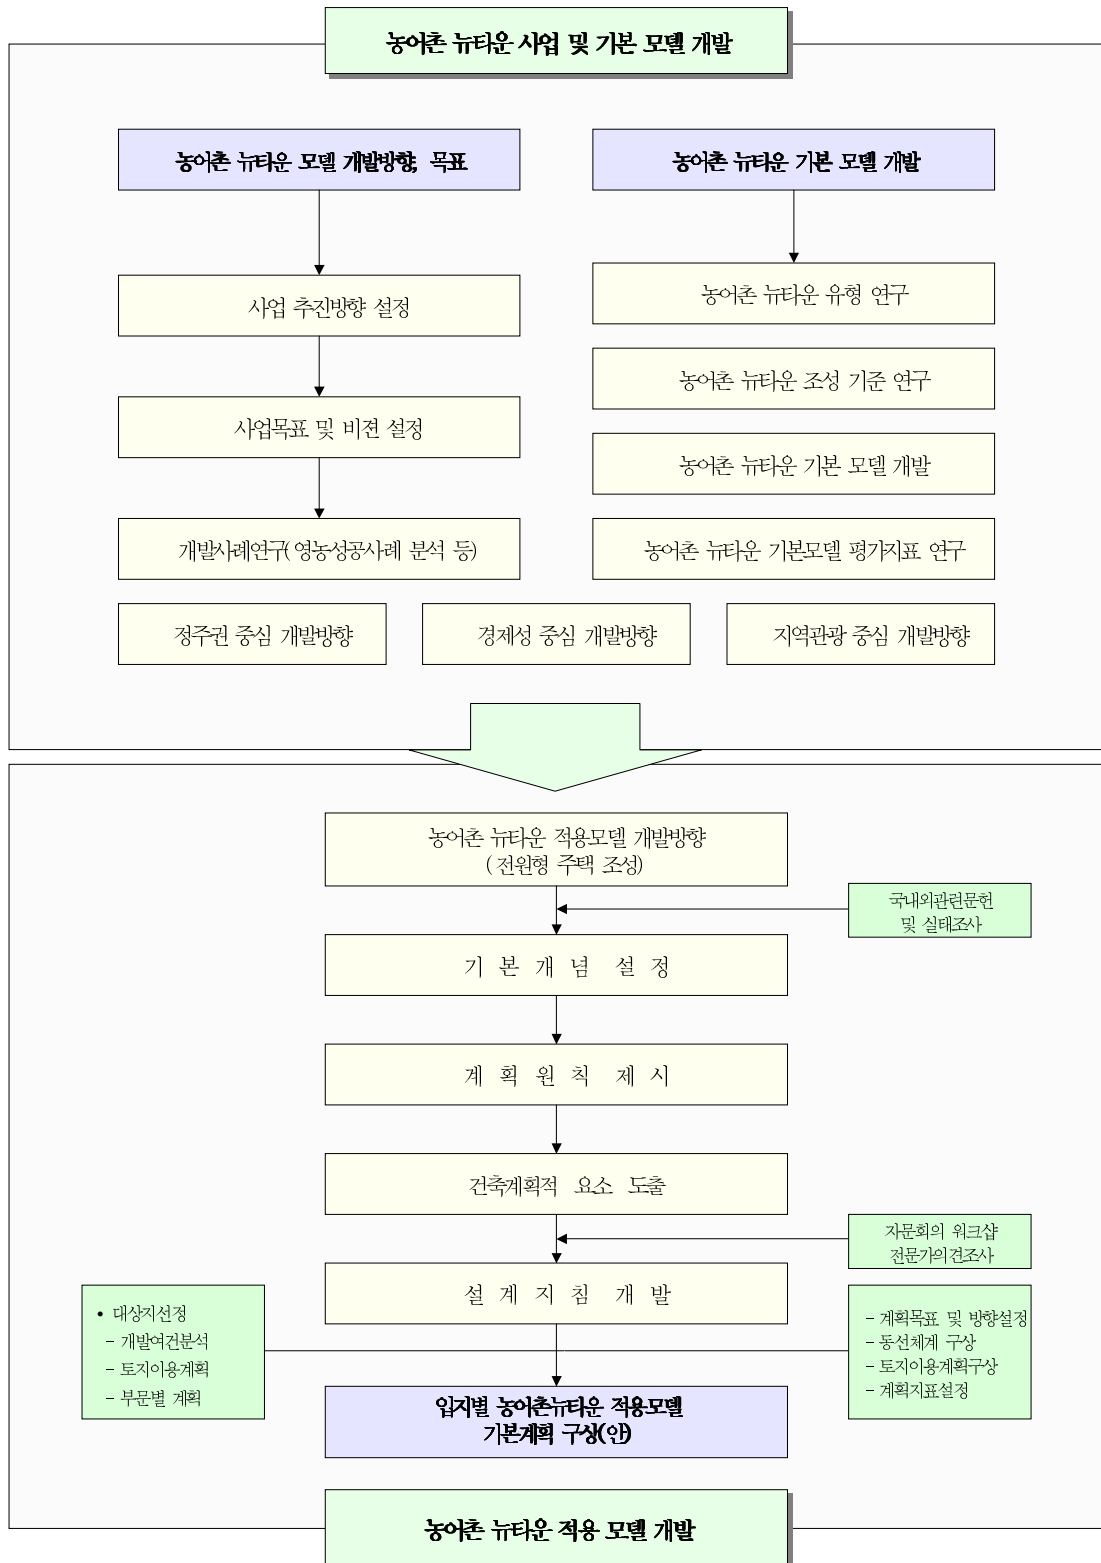 농어촌 뉴타운 사업 및 기본 모델 개발
농어촌 뉴타운 모델 개발방향, 목표
농어촌 뉴타운 기본 모델 개발
사업 추진방향 설정
사업목표 및 비젼 설정
개발사례연구(영농성공사례 분석 등)
농어촌 뉴타운 유형 연구
농어촌 뉴타운 조성 기준 연구
농어촌 뉴타운 기본 모델 개발
농어촌 뉴타운 기본모델 평가지표 연구
정주권 중심 개발방향
경제성 중심 개발방향
지역관광 중심 개발방향
농어촌 뉴타운 적용모델 개발방향
(전원형 주택 조성)
국내외관련문헌
및 실태조사
기 본 개 념 설 정
계 획 원 칙 제 시
건축계획적 요소 도출
자문회의 워크샵
전문가의견조사
설 계 지 침 개 발
• 대상지선정
- 개발여건분석
- 토지이용계획
- 부문별 계획
- 계획목표 및 방향설정
- 동선체계 구상
- 토지이용계획구상
- 계획지표설정
입지별 농어촌뉴타운 적용모델
기본계획 구상(안)
농어촌 뉴타운 적용 모델 개발